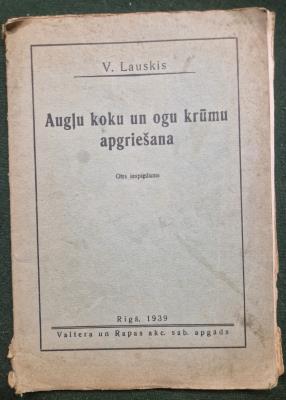 V. Lauskis
Augļu koku un ogu krūmu
apgriešana
Otrs iespiedums
Rīgā, 1939
Valtera un Rapas akc. sab. apgāds